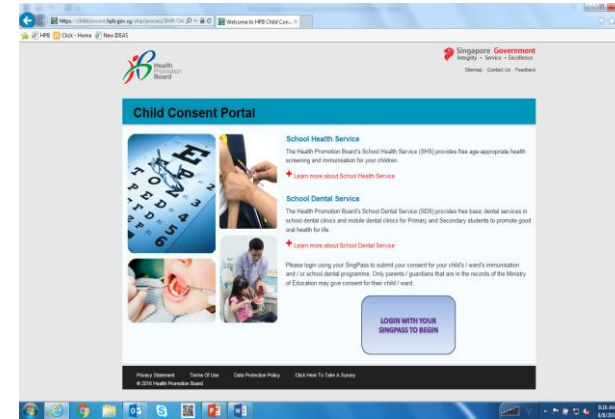 https://childconsent.hpb.gov.sg
Welcome to HPB Child Con...
HPB Click - Home New IDEAS
Health
Promotion
Board
Singapore Government
Integrity · Service · Excellence
Sitemap Contact Us Feedback
Child Consent Portal
School Health Service
The Health Promotion Board's School Health Service (SHS) provides free age-appropriate health
screening and immunisation for your children.
Learn more about School Health Service
School Dental Service
The Health Promotion Board's School Dental Service (SDS) provides free basic dental services in
school dental clinics and mobile dental clinics for Primary and Secondary students to promote good
oral health for life.
Learn more about School Dental Service
Please login using your SingPass to submit your consent for your child's / ward's immunisation
and / or school dental programme. Only parents / guardians that are in the records of the Ministry
of Education may give consent for their child / ward.
LOGIN WITH YOUR
SINGPASS TO BEGIN
Privacy Statement Terms Of Use Data Protection Policy Click Here To Take A Survey
© 2016 Health Promotion Board